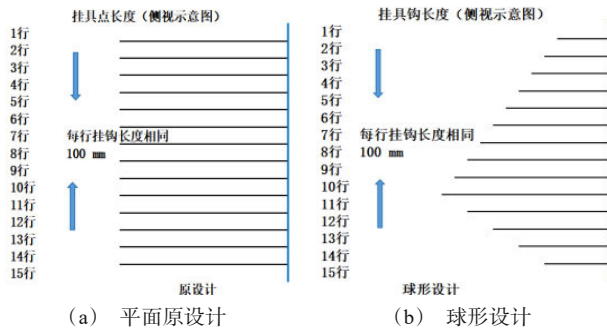 挂具点长度（侧视示意图）
1行
2行
3行
4行
5行
6行
7行
8行
9行
10行
11行
12行
13行
14行
15行
每行挂钩长度相同
100 mm
原设计
（a） 平面原设计
挂具钩长度（侧视示意图）
1行
2行
3行
4行
5行
6行
7行
8行
9行
10行
11行
12行
13行
14行
15行
每行挂钩长度相同
100 mm
球形设计
（b） 球形设计